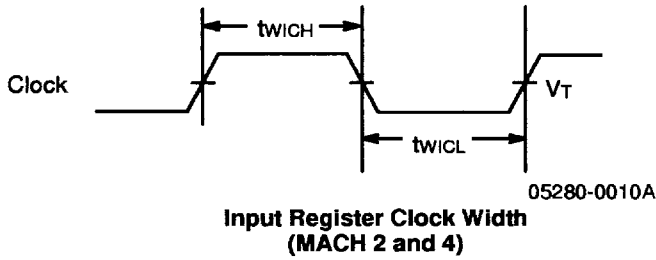 tWICH
Clock
VT
tWICL
05280-0010A
Input Register Clock Width
(MACH 2 and 4)